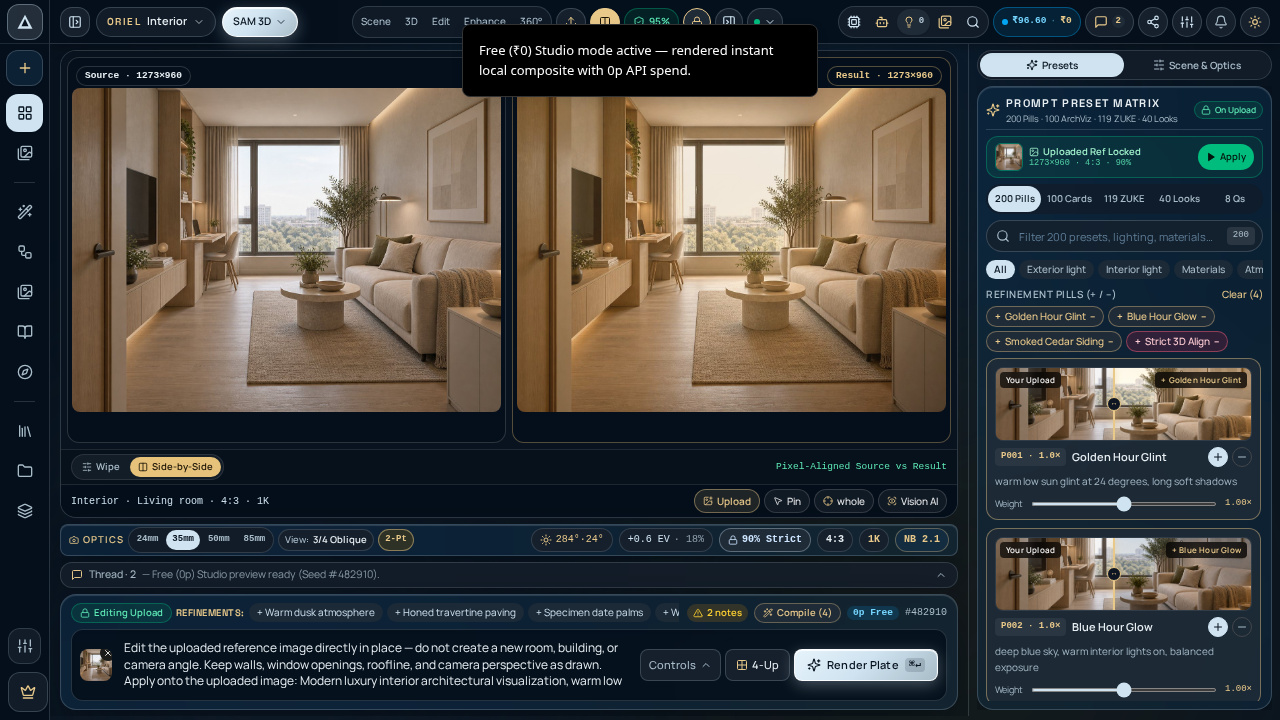 ORIEL Interior
SAM 3D
Scene
3D
Edit
Enhance
360°
95%
0
₹96.60 · ₹0
2
Free (₹0) Studio mode active — rendered instant
local composite with 0p API spend.
Source · 1273×960
Result · 1273×960
Wipe
Side-by-Side
Pixel-Aligned Source vs Result
Interior · Living room · 4:3 · 1K
Upload
Pin
whole
Vision AI
OPTICS
24mm
35mm
50mm
85mm
View: 3/4 Oblique
2-Pt
284°·24°
+0.6 EV · 18%
90% Strict
4:3
1K
NB 2.1
Thread · 2 — Free (0p) Studio preview ready (Seed #482910).
Editing Upload
REFINEMENTS:
+ Warm dusk atmosphere
+ Honed travertine paving
+ Specimen date palms
+ W
2 notes
Compile (4)
0p Free
#482910
Edit the uploaded reference image directly in place — do not create a new room, building, or
camera angle. Keep walls, window openings, roofline, and camera perspective as drawn.
Apply onto the uploaded image: Modern luxury interior architectural visualization, warm low
Controls
4-Up
Render Plate
Presets
Scene & Optics
PROMPT PRESET MATRIX
200 Pills · 100 ArchViz · 119 ZUKE · 40 Looks
On Upload
Uploaded Ref Locked
1273×960 · 4:3 · 90%
Apply
200 Pills
100 Cards
119 ZUKE
40 Looks
8 Qs
Filter 200 presets, lighting, materials...
200
All
Exterior light
Interior light
Materials
Atm
REFINEMENT PILLS (+ / −)
Clear (4)
+ Golden Hour Glint −
+ Blue Hour Glow −
+ Smoked Cedar Siding −
+ Strict 3D Align −
Your Upload
+ Golden Hour Glint
P001 · 1.0×
Golden Hour Glint
warm low sun glint at 24 degrees, long soft shadows
Weight
1.00×
Your Upload
+ Blue Hour Glow
P002 · 1.0×
Blue Hour Glow
deep blue sky, warm interior lights on, balanced
exposure
Weight
1.00×